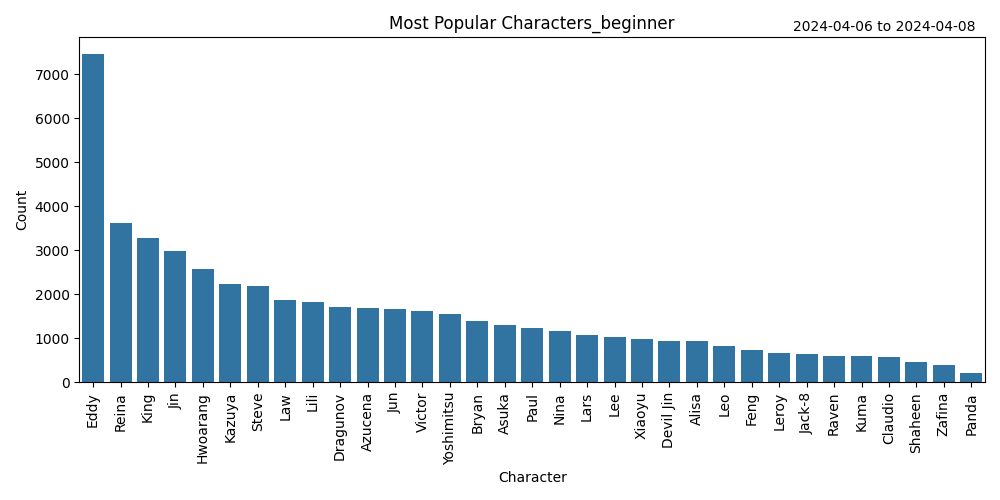 Most Popular Characters_beginner
2024-04-06 to 2024-04-08
Count
7000
6000
5000
4000
3000
2000
1000
0
Eddy
Reina
King
Jin
Hwoarang
Kazuya
Steve
Law
Lili
Dragunov
Azucena
Jun
Victor
Yoshimitsu
Bryan
Asuka
Paul
Nina
Lars
Lee
Xiaoyu
Devil Jin
Alisa
Leo
Feng
Leroy
Jack-8
Raven
Kuma
Claudio
Shaheen
Zafina
Panda
Character